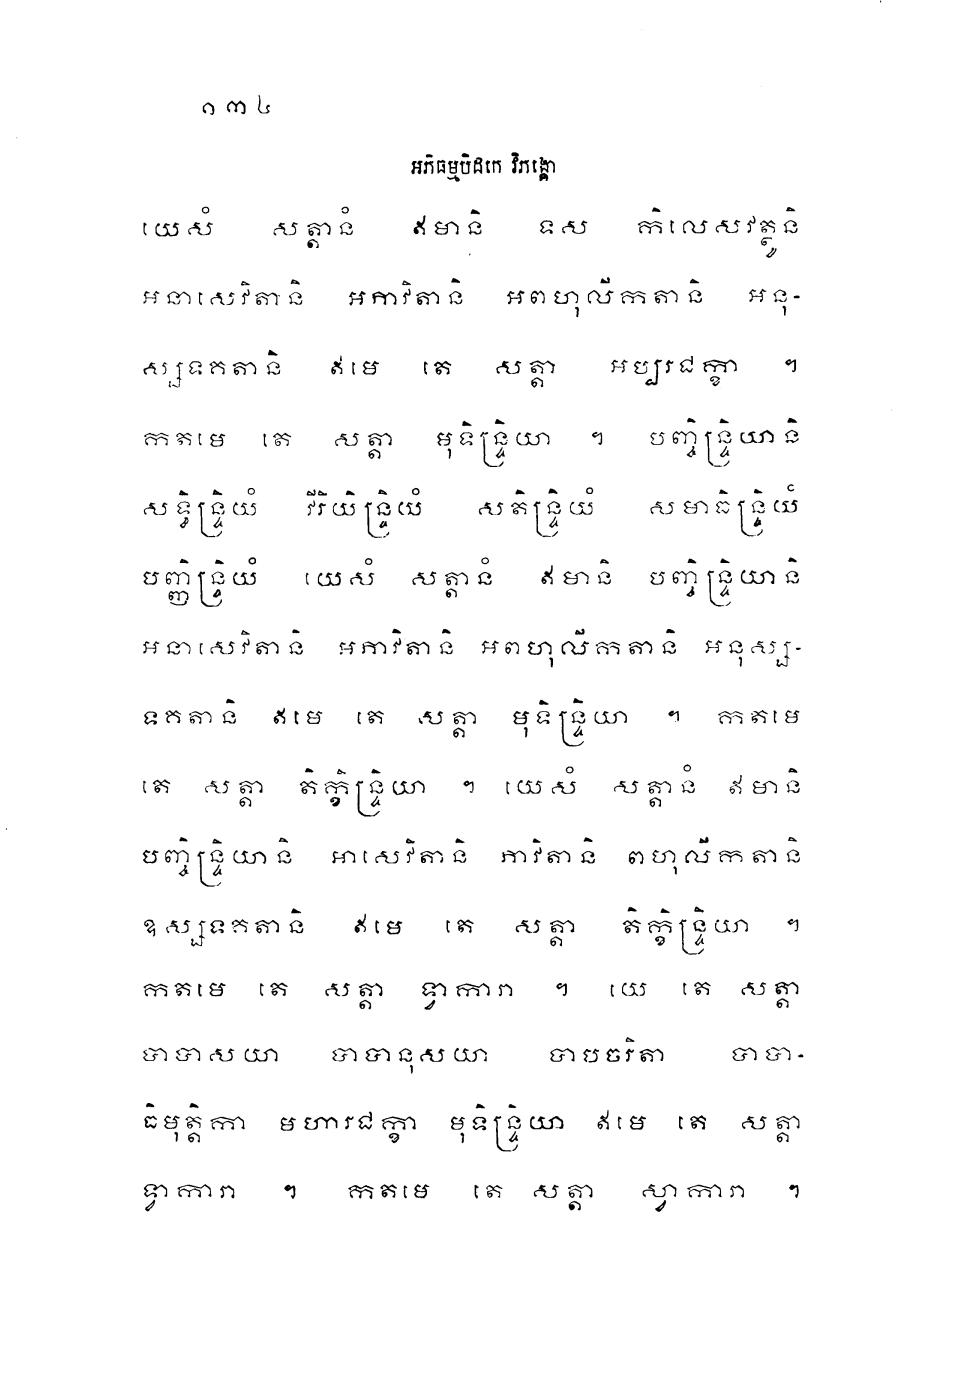 ១៣៤
អភិធម្មបិដកេ វិភង្គោ
យេសំ សត្តានំ ឥមានិ ទស កិលេសវត្ថូនិ
អនាសេវិតានិ អភាវិតានិ អពហុលីកតានិ អនុ-
ស្សទកតានិ ឥមេ តេ សត្តា អប្បរជក្ខា ។
កតមេ តេ សត្តា មុទិន្ទ្រិយា ។ បញ្ចិន្ទ្រិយានិ
សទ្ធិន្ទ្រិយំ វីរិយិន្ទ្រិយំ សតិន្ទ្រិយំ សមាធិន្ទ្រិយំ
បញ្ញិន្ទ្រិយំ យេសំ សត្តានំ ឥមានិ បញ្ចិន្ទ្រិយានិ
អនាសេវិតានិ អភាវិតានិ អពហុលីកតានិ អនុស្ស-
ទកតានិ ឥមេ តេ សត្តា មុទិន្ទ្រិយា ។ កតមេ
តេ សត្តា តិក្ខិន្ទ្រិយា ។ យេសំ សត្តានំ ឥមានិ
បញ្ចិន្ទ្រិយានិ អាសេវិតានិ ភាវិតានិ ពហុលីកតានិ
ឧស្សទកតានិ ឥមេ តេ សត្តា តិក្ខិន្ទ្រិយា ។
កតមេ តេ សត្តា ទ្វាការា ។ យេ តេ សត្តា
បាបាសយា បាបានុសយា បាបចរិតា បាបា-
ធិមុត្តិកា មហារជក្ខា មុទិន្ទ្រិយា ឥមេ តេ សត្តា
ទ្វាការា ។ កតមេ តេ សត្តា ស្វាការា ។